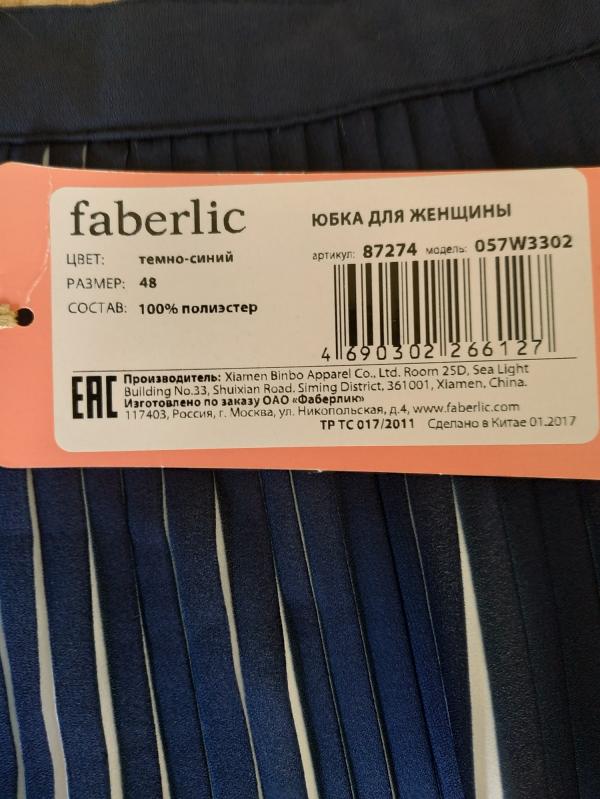 faberlic
ЮБКА ДЛЯ ЖЕНЩИНЫ
ЦВЕТ: темно-синий
артикул: 87274 модель: 057W3302
РАЗМЕР: 48
СОСТАВ: 100% полиэстер
4 690302 266127
EAC
Производитель: Xiamen Binbo Apparel Co., Ltd. Room 25D, Sea Light
Building No.33, Shuixian Road, Siming District, 361001, Xiamen, China.
Изготовлено по заказу ОАО «Фаберлик»
117403, Россия, г. Москва, ул. Никопольская, д.4, www.faberlic.com
ТР ТС 017/2011 Сделано в Китае 01.2017